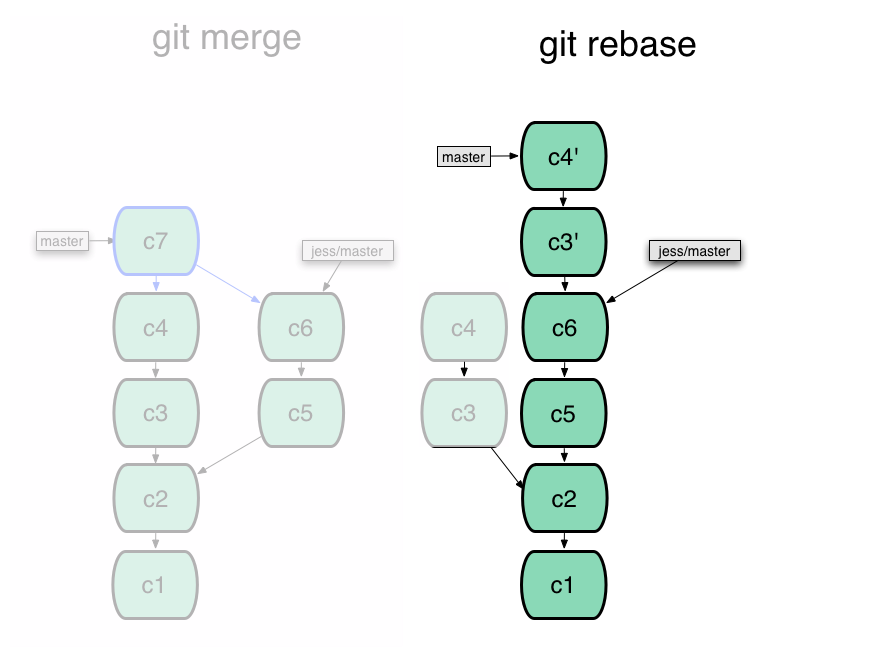 git merge
git rebase
master
c7
jess/master
c4
c6
c3
c5
c2
c1
master
c4'
c3'
jess/master
c4
c6
c3
c5
c2
c1